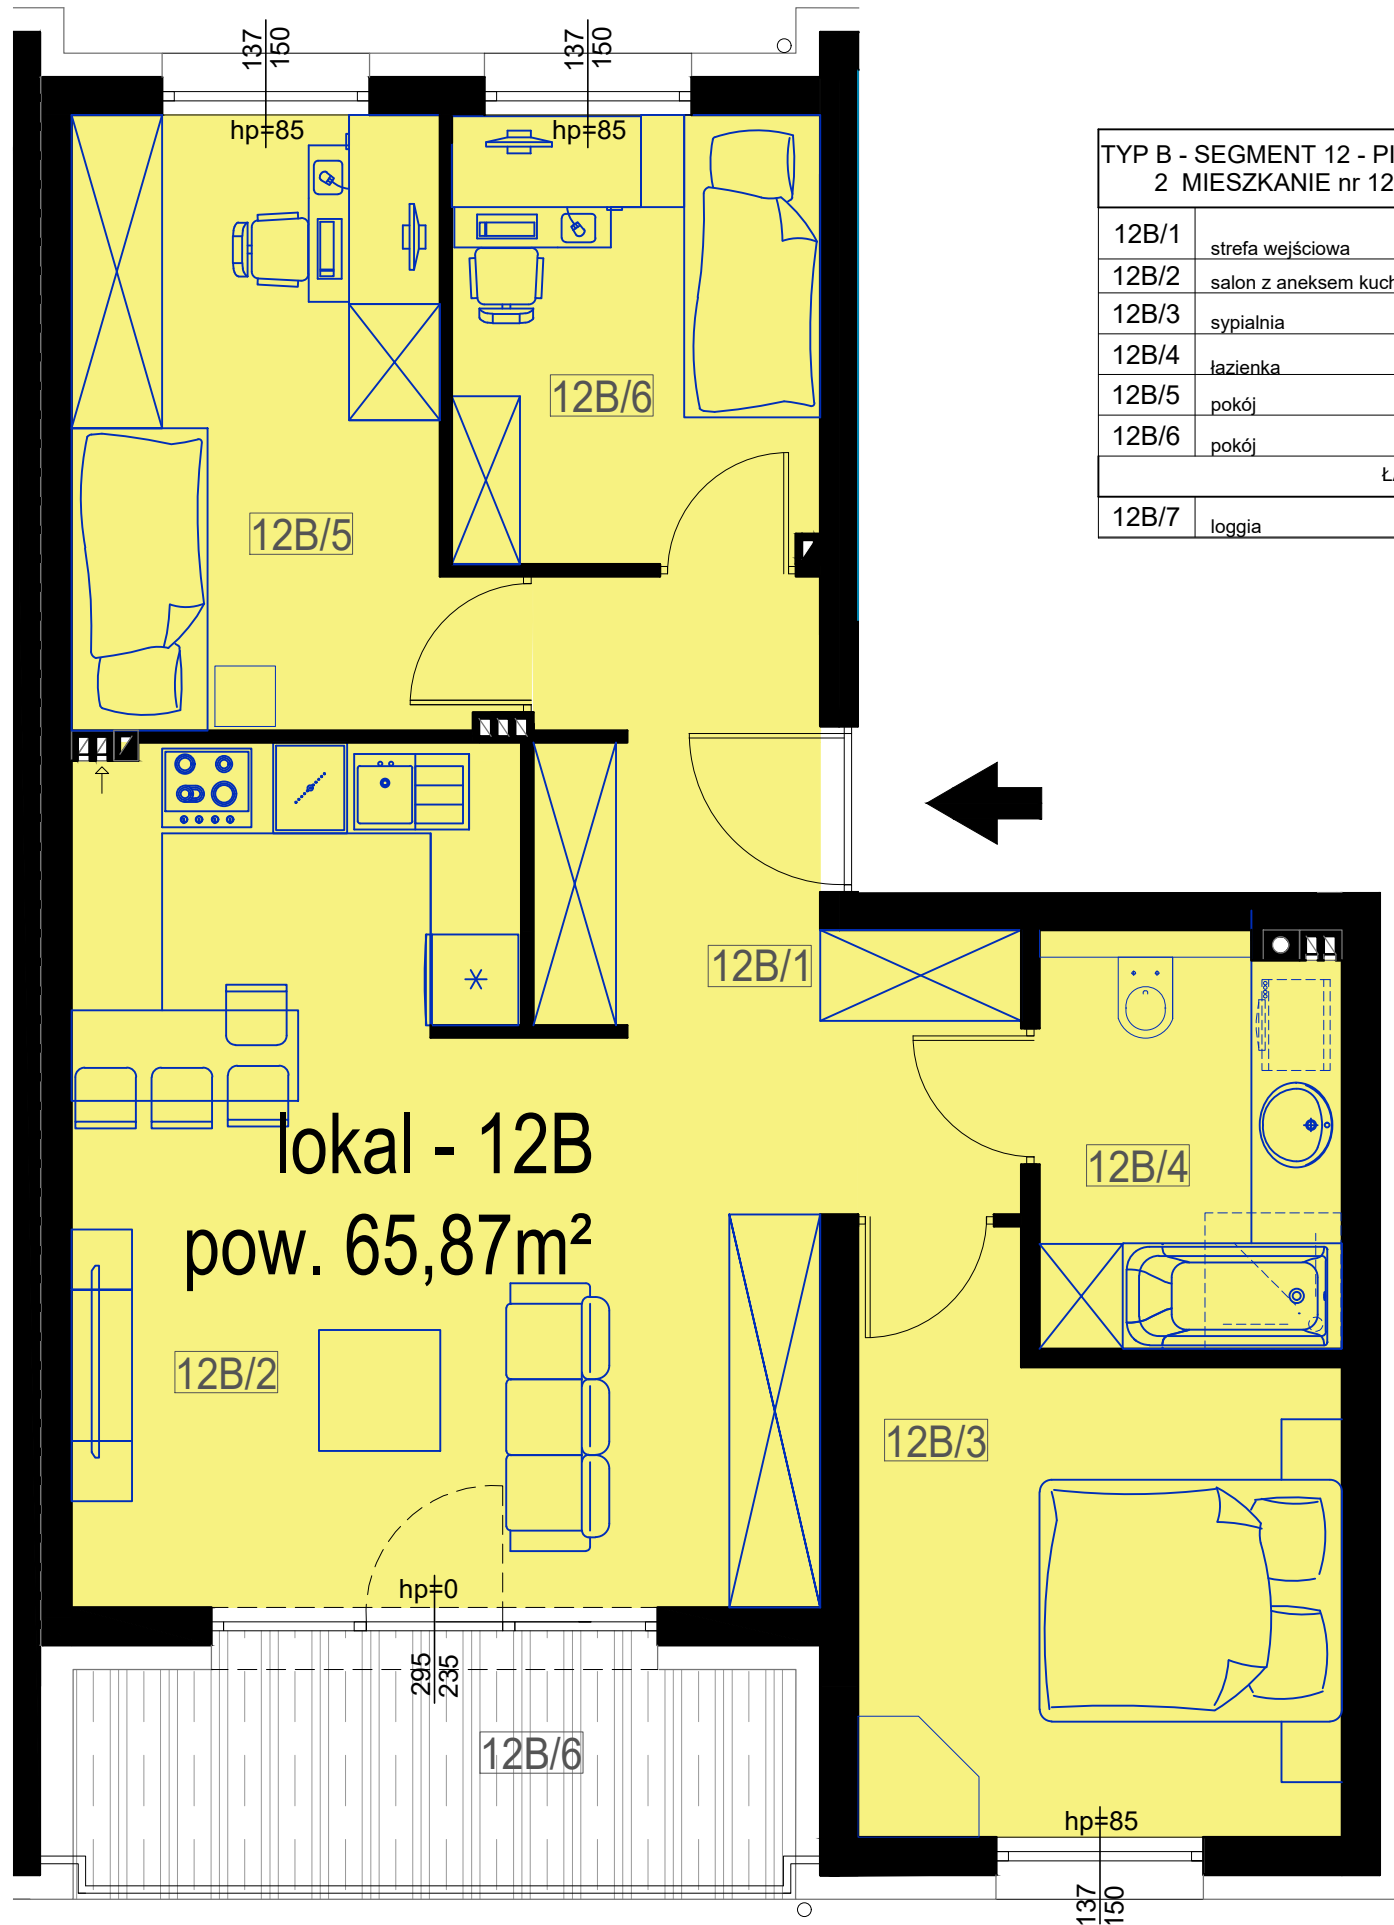 137
150
hp=85
137
150
hp=85
TYP B - SEGMENT 12 -
2 MIESZKANIE nr 12
12B/1 strefa wejściowa
12B/2 salon z aneksem
12B/3 sypialnia
12B/4 łazienka
12B/5 pokój
12B/6 pokój
12B/7 loggia
12B/6
12B/5
12B/1
lokal - 12B
12B/4
pow. 65,87m²
12B/2
12B/3
hp=0
295
235
12B/6
hp=85
137
150